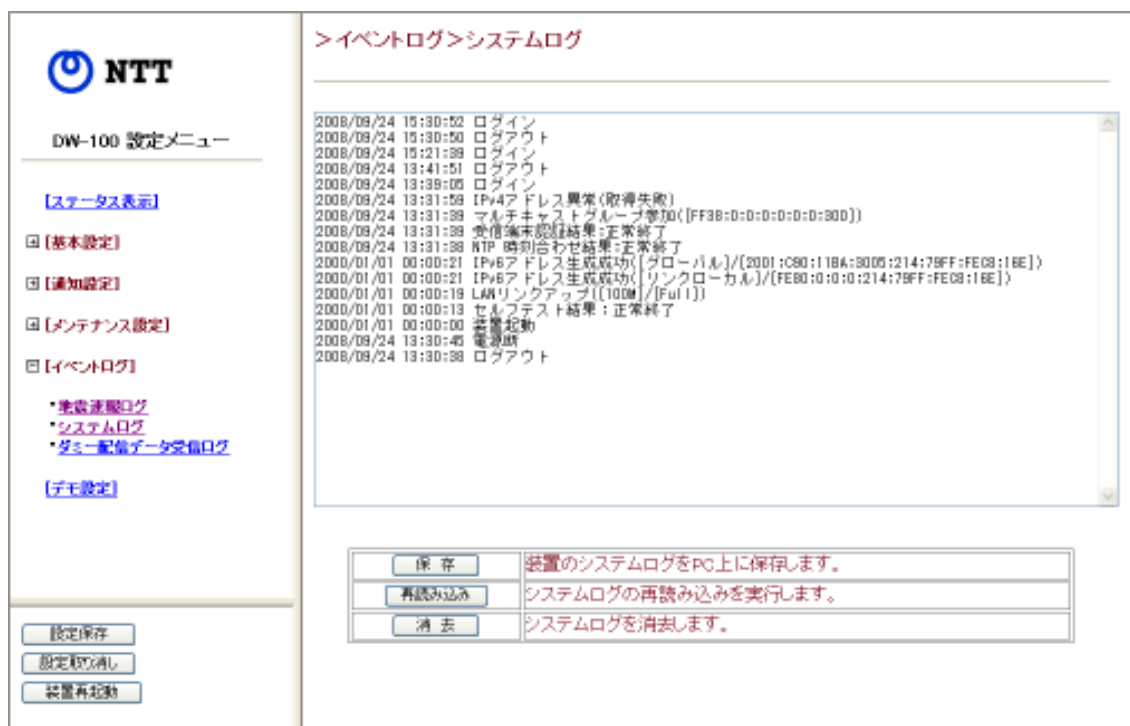 NTT
DW-100 設定メニュー
[ステータス表示]
[基本設定]
[通知設定]
[メンテナンス設定]
[イベントログ]
・地震速報ログ
・システムログ
・ダミー配信データ受信ログ
[デモ設定]
設定保存
設定取り消し
装置再起動
>イベントログ>システムログ
2008/09/24 15:30:52 ログイン
2008/09/24 15:30:50 ログアウト
2008/09/24 15:21:39 ログイン
2008/09/24 13:41:51 ログアウト
2008/09/24 13:39:05 ログイン
2008/09/24 13:31:59 IPv4アドレス異常(取得失敗)
2008/09/24 13:31:39 マルチキャストグループ参加([FF38:0:0:0:0:0:0:30D])
2008/09/24 13:31:39 受信端末認証結果:正常終了
2008/09/24 13:31:38 NTP 時刻合わせ結果:正常終了
2000/01/01 00:00:21 IPv6アドレス生成成功([グローバル]/[2001:C90:118A:3005:214:79FF:FEC8:16E])
2000/01/01 00:00:21 IPv6アドレス生成成功([リンクローカル]/[FE80:0:0:0:214:79FF:FEC8:16E])
2000/01/01 00:00:19 LANリンクアップ([100M]/[Full])
2000/01/01 00:00:13 セルフテスト結果：正常終了
2000/01/01 00:00:00 装置起動
2008/09/24 13:30:45 電源断
2008/09/24 13:30:38 ログアウト
保 存 装置のシステムログをPC上に保存します。
再読み込み システムログの再読み込みを実行します。
消 去 システムログを消去します。